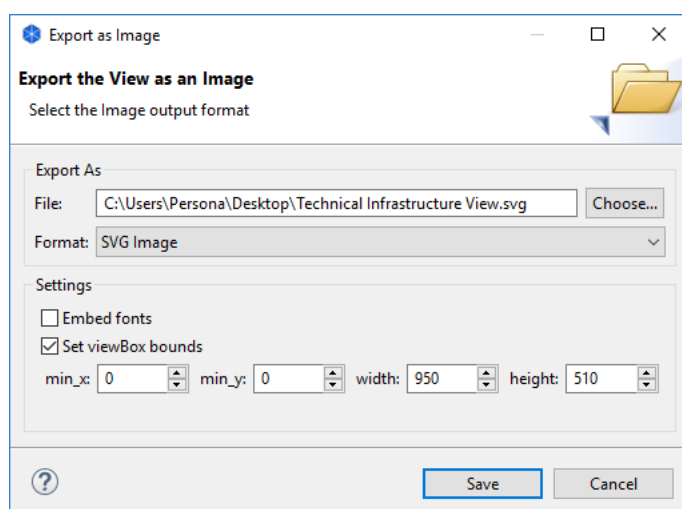 Export as Image
Export the View as an Image
Select the Image output format
Export As
File: C:\Users\Persona\Desktop\Technical Infrastructure View.svg Choose...
Format: SVG Image
Settings
Embed fonts
Set viewBox bounds
min_x: 0 min_y: 0 width: 950 height: 510
? Save Cancel